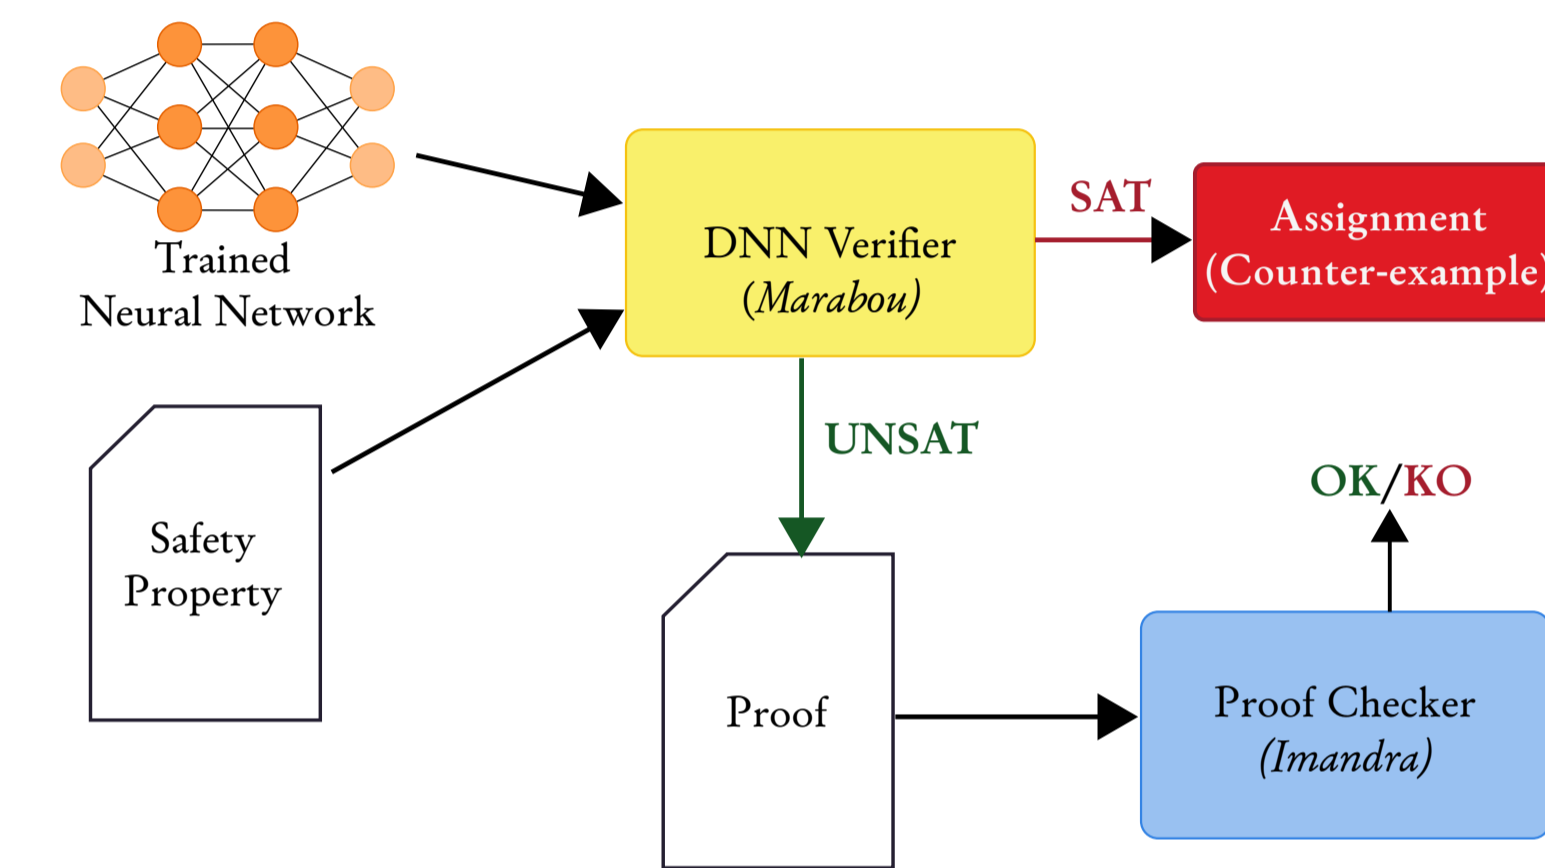 Trained
Neural Network
DNN Verifier
(Marabou)
SAT
Assignment
(Counter-example)
UNSAT
Safety
Property
OK/KO
Proof
Proof Checker
(Imandra)